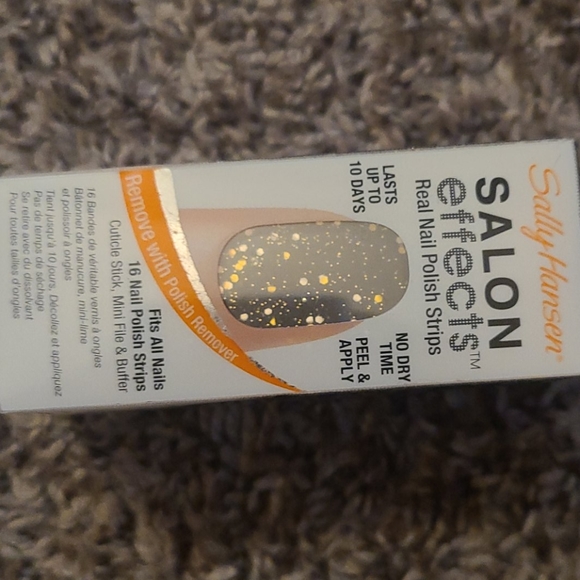 Sally Hansen®
SALON
effects™
Real Nail Polish Strips
LASTS
UP TO
10 DAYS
NO DRY
TIME
PEEL &
APPLY
Remove with Polish Remover
Fits All Nails
16 Nail Polish Strips
Cuticle Stick, Mini File & Buffer
16 Bandes de véritable vernis à ongles
Bâtonnet de manucure, mini-lime
et polissoir à ongles
Tient jusqu'à 10 jours, Décollez et appliquez
Pas de temps de séchage
Se retire avec du dissolvant
Pour toutes tailles d'ongles